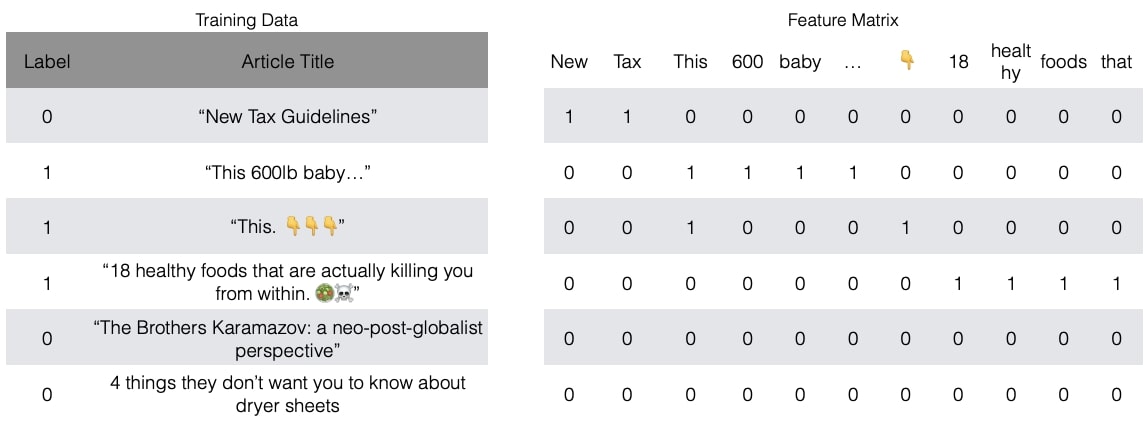 Training Data
Feature Matrix
Label Article Title
New Tax This 600 baby … 👇 18 healt
hy foods that
0 “New Tax Guidelines”
1 1 0 0 0 0 0 0 0 0 0
1 “This 600lb baby…”
0 0 1 1 1 1 0 0 0 0 0
1 “This. 👇👇👇”
0 0 1 0 0 0 1 0 0 0 0
1 “18 healthy foods that are actually killing you
from within. 🥗☠️”
0 0 0 0 0 0 0 1 1 1 1
0 “The Brothers Karamazov: a neo-post-globalist
perspective”
0 0 0 0 0 0 0 0 0 0 0
0 4 things they don’t want you to know about
dryer sheets
0 0 0 0 0 0 0 0 0 0 0